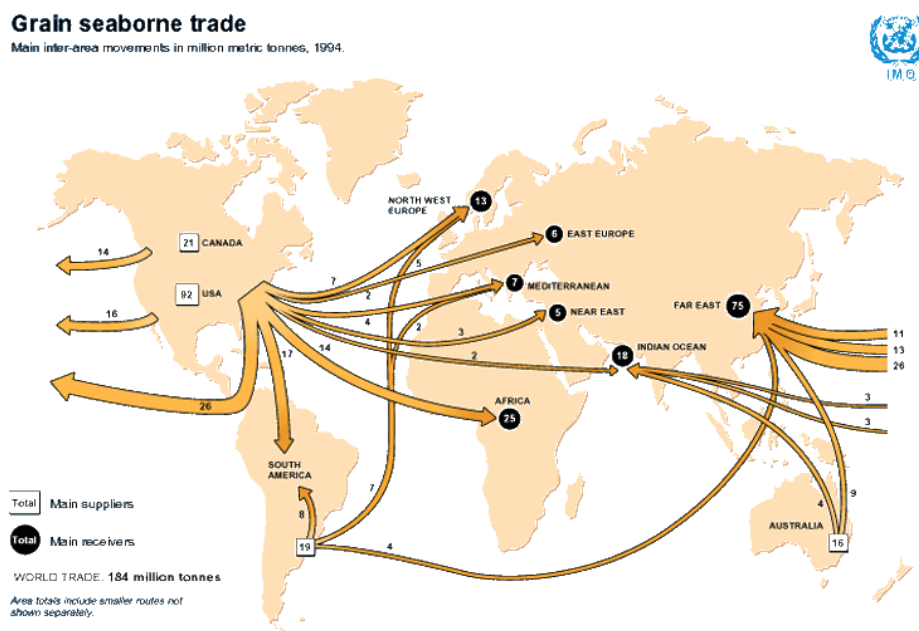 Grain seaborne trade
Main inter-area movements in million metric tonnes, 1994.
IMO
NORTH WEST
EUROPE
13
6 EAST EUROPE
21 CANADA
14
5
7
2
7 MEDITERRANEAN
92 USA
FAR EAST 75
5 NEAR EAST
16
4
2
3
11
14
17
2
18 INDIAN OCEAN
13
26
26
AFRICA
25
3
3
SOUTH
AMERICA
7
9
4
8
Total Main suppliers
AUSTRALIA
16
19
4
Total Main receivers
WORLD TRADE. 184 million tonnes
Area totals include smaller routes not
shown separately.